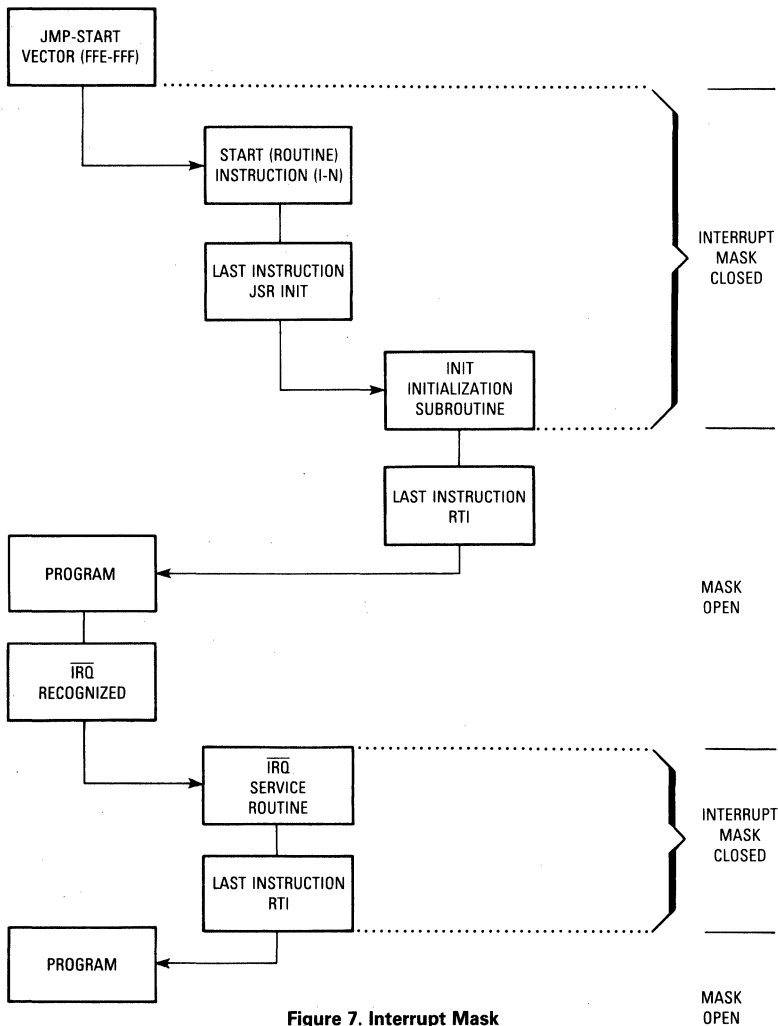 JMP-START
VECTOR (FFE-FFF)
START (ROUTINE)
INSTRUCTION (I-N)
LAST INSTRUCTION
JSR INIT
INTERRUPT
MASK
CLOSED
INIT
INITIALIZATION
SUBROUTINE
LAST INSTRUCTION
RTI
PROGRAM
MASK
OPEN
IRQ
RECOGNIZED
IRQ
SERVICE
ROUTINE
INTERRUPT
MASK
CLOSED
LAST INSTRUCTION
RTI
PROGRAM
MASK
OPEN
Figure 7. Interrupt Mask